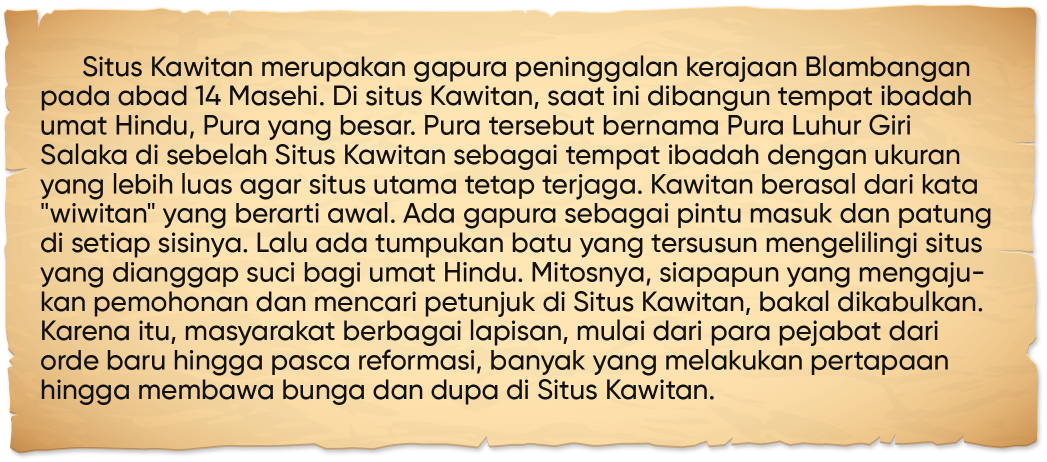 Situs Kawitan merupakan gapura peninggalan kerajaan Blambangan
pada abad 14 Masehi. Di situs Kawitan, saat ini dibangun tempat ibadah
umat Hindu, Pura yang besar. Pura tersebut bernama Pura Luhur Giri
Salaka di sebelah Situs Kawitan sebagai tempat ibadah dengan ukuran
yang lebih luas agar situs utama tetap terjaga. Kawitan berasal dari kata
"wiwitan" yang berarti awal. Ada gapura sebagai pintu masuk dan patung
di setiap sisinya. Lalu ada tumpukan batu yang tersusun mengelilingi situs
yang dianggap suci bagi umat Hindu. Mitosnya, siapapun yang mengaju-
kan pemohonan dan mencari petunjuk di Situs Kawitan, bakal dikabulkan.
Karena itu, masyarakat berbagai lapisan, mulai dari para pejabat dari
orde baru hingga pasca reformasi, banyak yang melakukan pertapaan
hingga membawa bunga dan dupa di Situs Kawitan.